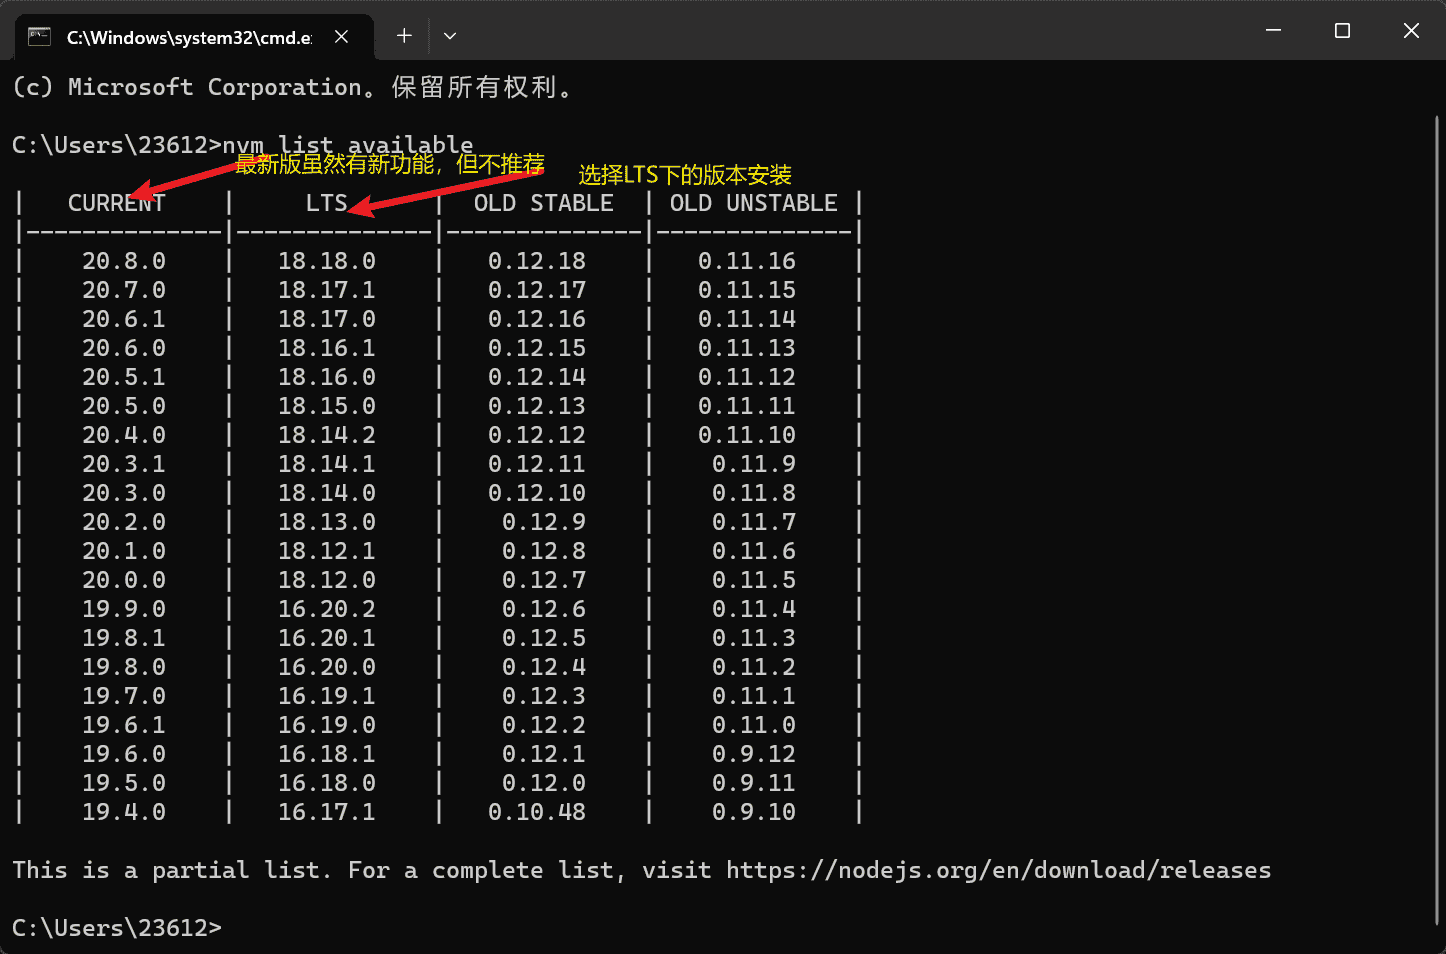 C:\Windows\system32\cmd.e
(c) Microsoft Corporation。保留所有权利。
C:\Users\23612>nvm list available
最新版虽然有新功能，但不推荐
选择LTS下的版本安装
| CURRENT | LTS | OLD STABLE | OLD UNSTABLE |
|--------------|--------------|--------------|--------------|
| 20.8.0 | 18.18.0 | 0.12.18 | 0.11.16 |
| 20.7.0 | 18.17.1 | 0.12.17 | 0.11.15 |
| 20.6.1 | 18.17.0 | 0.12.16 | 0.11.14 |
| 20.6.0 | 18.16.1 | 0.12.15 | 0.11.13 |
| 20.5.1 | 18.16.0 | 0.12.14 | 0.11.12 |
| 20.5.0 | 18.15.0 | 0.12.13 | 0.11.11 |
| 20.4.0 | 18.14.2 | 0.12.12 | 0.11.10 |
| 20.3.1 | 18.14.1 | 0.12.11 | 0.11.9 |
| 20.3.0 | 18.14.0 | 0.12.10 | 0.11.8 |
| 20.2.0 | 18.13.0 | 0.12.9 | 0.11.7 |
| 20.1.0 | 18.12.1 | 0.12.8 | 0.11.6 |
| 20.0.0 | 18.12.0 | 0.12.7 | 0.11.5 |
| 19.9.0 | 16.20.2 | 0.12.6 | 0.11.4 |
| 19.8.1 | 16.20.1 | 0.12.5 | 0.11.3 |
| 19.8.0 | 16.20.0 | 0.12.4 | 0.11.2 |
| 19.7.0 | 16.19.1 | 0.12.3 | 0.11.1 |
| 19.6.1 | 16.19.0 | 0.12.2 | 0.11.0 |
| 19.6.0 | 16.18.1 | 0.12.1 | 0.9.12 |
| 19.5.0 | 16.18.0 | 0.12.0 | 0.9.11 |
| 19.4.0 | 16.17.1 | 0.10.48 | 0.9.10 |
This is a partial list. For a complete list, visit https://nodejs.org/en/download/releases
C:\Users\23612>